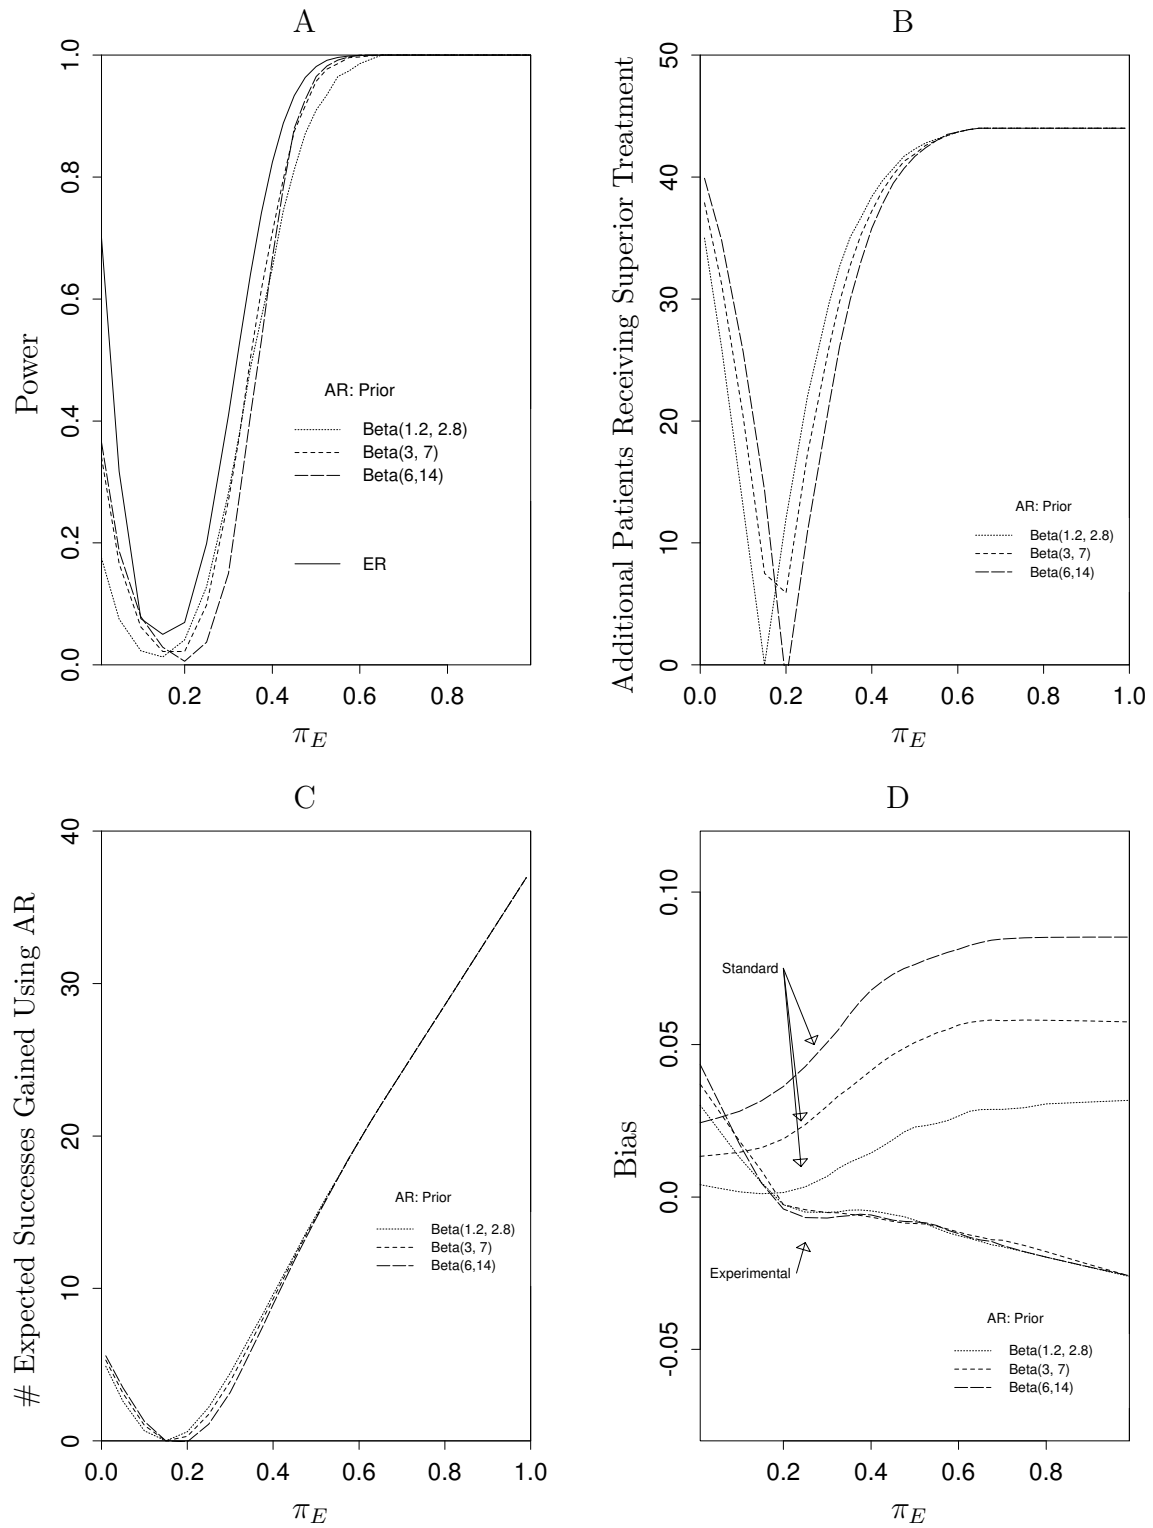 A
Power
1.0
0.8
0.6
0.4
0.2
0.0
AR: Prior
Beta(1.2, 2.8)
Beta(3, 7)
Beta(6,14)
ER
0.2 0.4 0.6 0.8
π_E
B
Additional Patients Receiving Superior Treatment
50
40
30
20
10
0
AR: Prior
Beta(1.2, 2.8)
Beta(3, 7)
Beta(6,14)
0.0 0.2 0.4 0.6 0.8 1.0
π_E
C
# Expected Successes Gained Using AR
40
30
20
10
0
AR: Prior
Beta(1.2, 2.8)
Beta(3, 7)
Beta(6,14)
0.0 0.2 0.4 0.6 0.8 1.0
π_E
D
Bias
0.10
0.05
0.0
-0.05
Standard
Experimental
AR: Prior
Beta(1.2, 2.8)
Beta(3, 7)
Beta(6,14)
0.2 0.4 0.6 0.8
π_E